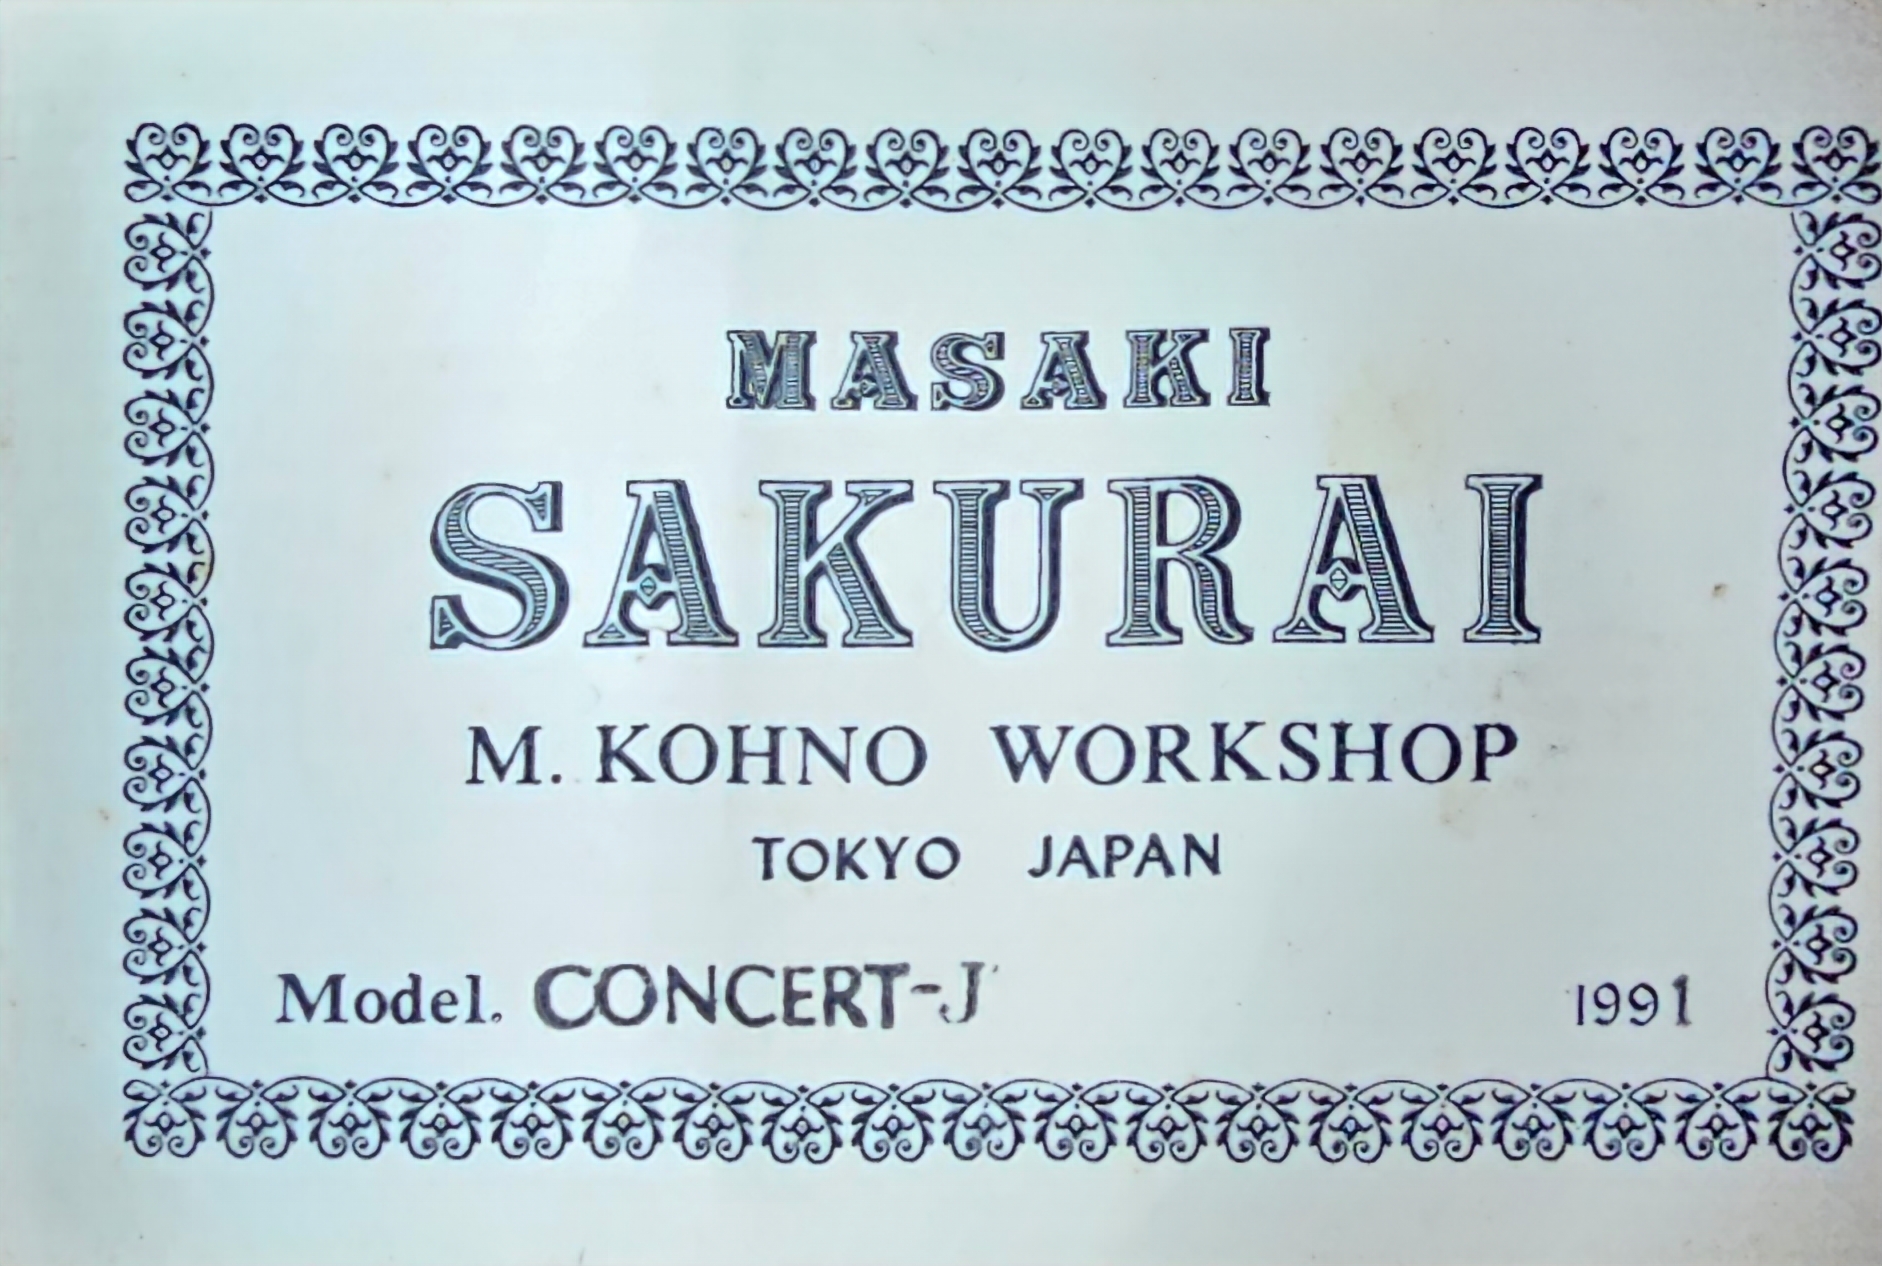 MASAKI
SAKURAI
M. KOHNO WORKSHOP
TOKYO JAPAN
Model. CONCERT-J 1991